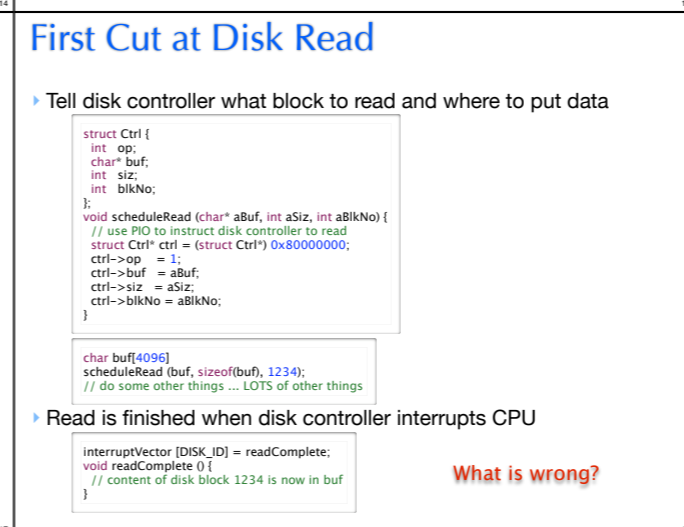 14
1
First Cut at Disk Read
Tell disk controller what block to read and where to put data
struct Ctrl {
int op;
char* buf;
int siz;
int blkNo;
};
void scheduleRead (char* aBuf, int aSiz, int aBlkNo) {
// use PIO to instruct disk controller to read
struct Ctrl* ctrl = (struct Ctrl*) 0x80000000;
ctrl->op = 1;
ctrl->buf = aBuf;
ctrl->siz = aSiz;
ctrl->blkNo = aBlkNo;
}
char buf[4096]
scheduleRead (buf, sizeof(buf), 1234);
// do some other things ... LOTS of other things
Read is finished when disk controller interrupts CPU
interruptVector [DISK_ID] = readComplete;
void readComplete () {
// content of disk block 1234 is now in buf
}
What is wrong?